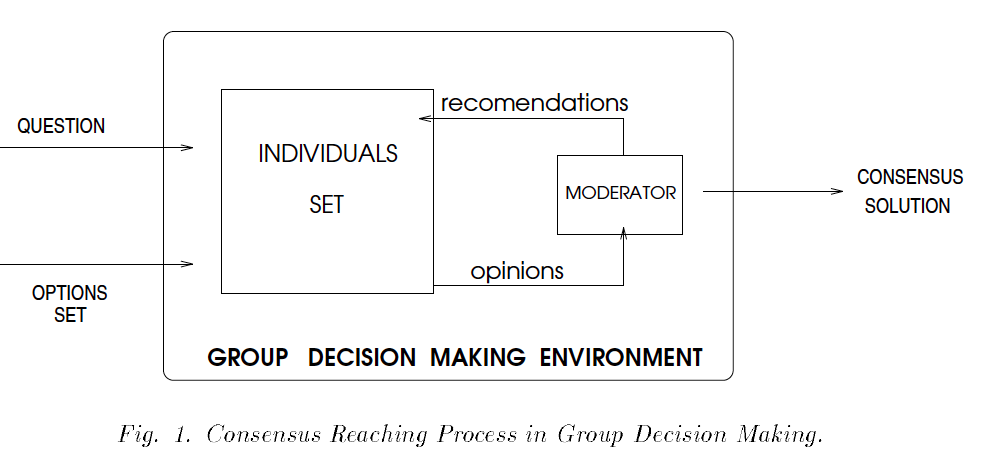 recomendations
QUESTION
INDIVIDUALS
SET
MODERATOR
CONSENSUS
SOLUTION
opinions
OPTIONS
SET
GROUP DECISION MAKING ENVIRONMENT
Fig. 1. Consensus Reaching Process in Group Decision Making.